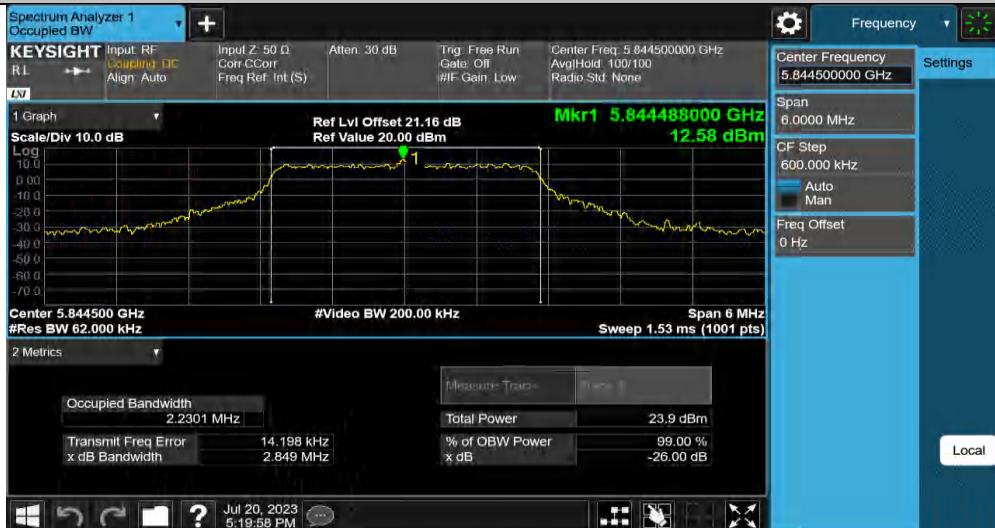 Spectrum Analyzer 1
Occupied BW
+
Frequency
KEYSIGHT
RL
LXI
Input: RF
Coupling: DC
Align: Auto
Input Z: 50 Ω
Corr CCorr
Freq Ref: Int (S)
Atten: 30 dB
Trig: Free Run
Gate: Off
#IF Gain: Low
Center Freq: 5.844500000 GHz
Avg|Hold: 100/100
Radio Std: None
Center Frequency
5.844500000 GHz
Settings
Span
6.0000 MHz
CF Step
600.000 kHz
Auto
Man
Freq Offset
0 Hz
1 Graph
Scale/Div 10.0 dB
Ref Lvl Offset 21.16 dB
Ref Value 20.00 dBm
Mkr1 5.844488000 GHz
12.58 dBm
Log
10.0
0.00
-10.0
-20.0
-30.0
-40.0
-50.0
-60.0
-70.0
1
Center 5.844500 GHz
#Res BW 62.000 kHz
#Video BW 200.00 kHz
Span 6 MHz
Sweep 1.53 ms (1001 pts)
2 Metrics
Measure Trace
Occupied Bandwidth
2.2301 MHz
Total Power 23.9 dBm
Transmit Freq Error 14.198 kHz
x dB Bandwidth 2.849 MHz
% of OBW Power 99.00 %
x dB -26.00 dB
Local
?
Jul 20, 2023
5:19:58 PM